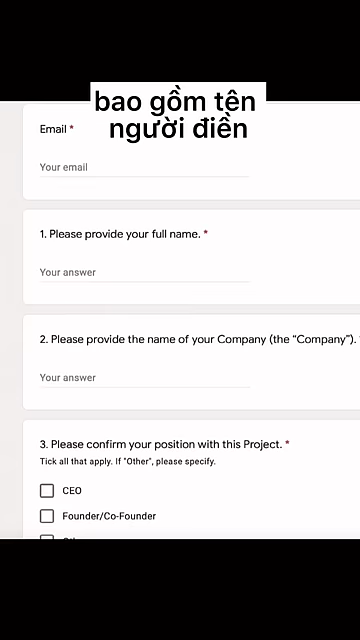 bao gồm tên
người điền
Email *
Your email
1. Please provide your full name. *
Your answer
2. Please provide the name of your Company (the “Company”).
Your answer
3. Please confirm your position with this Project. *
Tick all that apply. If "Other", please specify.
CEO
Founder/Co-Founder